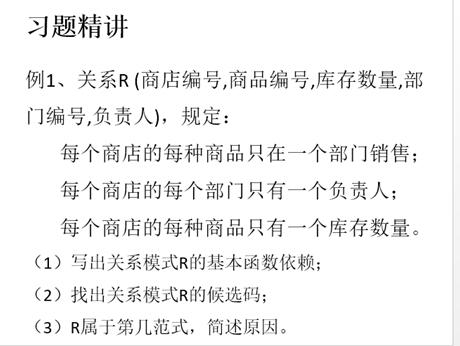 习题精讲
例1、关系R (商店编号,商品编号,库存数量,部
门编号,负责人)，规定：
每个商店的每种商品只在一个部门销售；
每个商店的每个部门只有一个负责人；
每个商店的每种商品只有一个库存数量。
（1）写出关系模式R的基本函数依赖；
（2）找出关系模式R的候选码；
（3）R属于第几范式，简述原因。